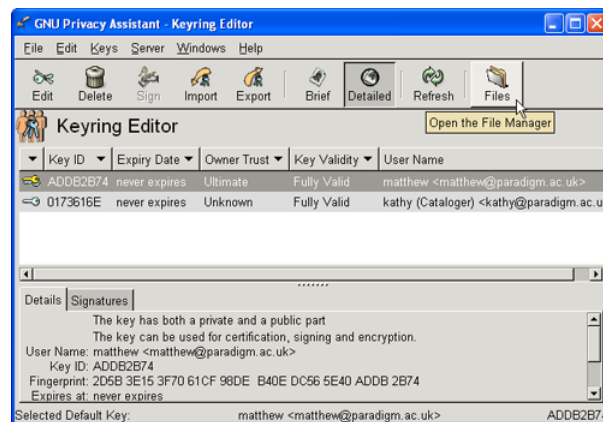 GNU Privacy Assistant - Keyring Editor
File Edit Keys Server Windows Help
Edit Delete Sign Import Export Brief Detailed Refresh Files
Keyring Editor
Open the File Manager
Key ID Expiry Date Owner Trust Key Validity User Name
ADDB2B74 never expires Ultimate Fully Valid matthew <matthew@paradigm.ac.uk>
0173616E never expires Unknown Fully Valid kathy (Cataloger) <kathy@paradigm.ac.u
Details Signatures
The key has both a private and a public part
The key can be used for certification, signing and encryption.
User Name: matthew <matthew@paradigm.ac.uk>
Key ID: ADDB2B74
Fingerprint: 2D5B 3E15 3F70 61CF 98DE B40E DC56 5E40 ADDB 2B74
Expires at: never expires
Selected Default Key: matthew <matthew@paradigm.ac.uk> ADDB2B74